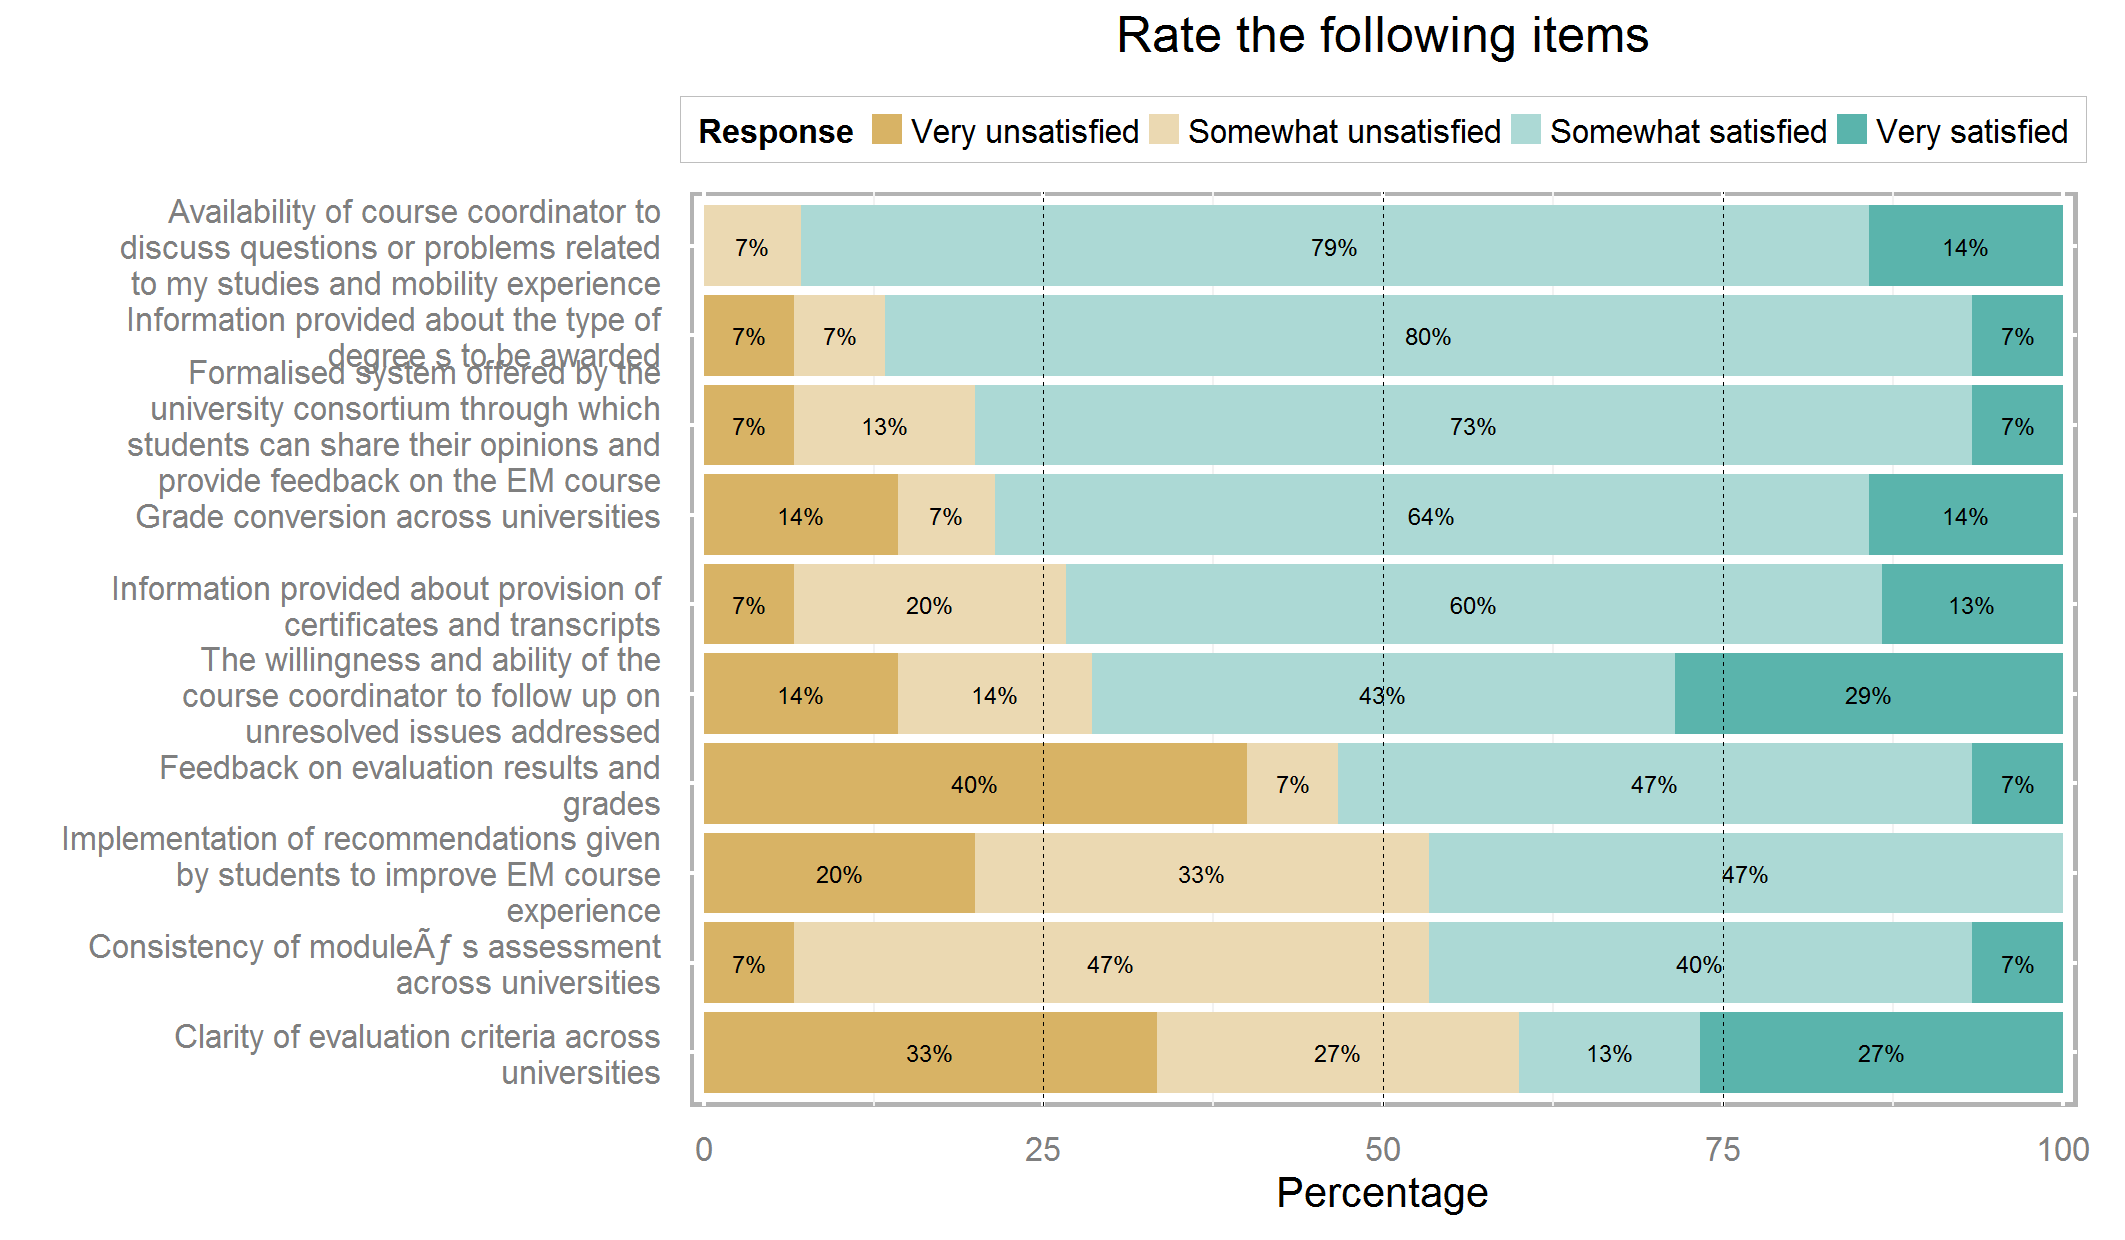 Rate the following items
Response Very unsatisfied Somewhat unsatisfied Somewhat satisfied Very satisfied
Availability of course coordinator to
discuss questions or problems related
to my studies and mobility experience
7% 79% 14%
Information provided about the type of
degree s to be awarded
7% 7% 80% 7%
Formalised system offered by the
university consortium through which
students can share their opinions and
provide feedback on the EM course
7% 13% 73% 7%
Grade conversion across universities
14% 7% 64% 14%
Information provided about provision of
certificates and transcripts
7% 20% 60% 13%
The willingness and ability of the
course coordinator to follow up on
unresolved issues addressed
14% 14% 43% 29%
Feedback on evaluation results and
grades
40% 7% 47% 7%
Implementation of recommendations given
by students to improve EM course
experience
20% 33% 47%
Consistency of moduleÃƒ s assessment
across universities
7% 47% 40% 7%
Clarity of evaluation criteria across
universities
33% 27% 13% 27%
0 25 50 75 100
Percentage